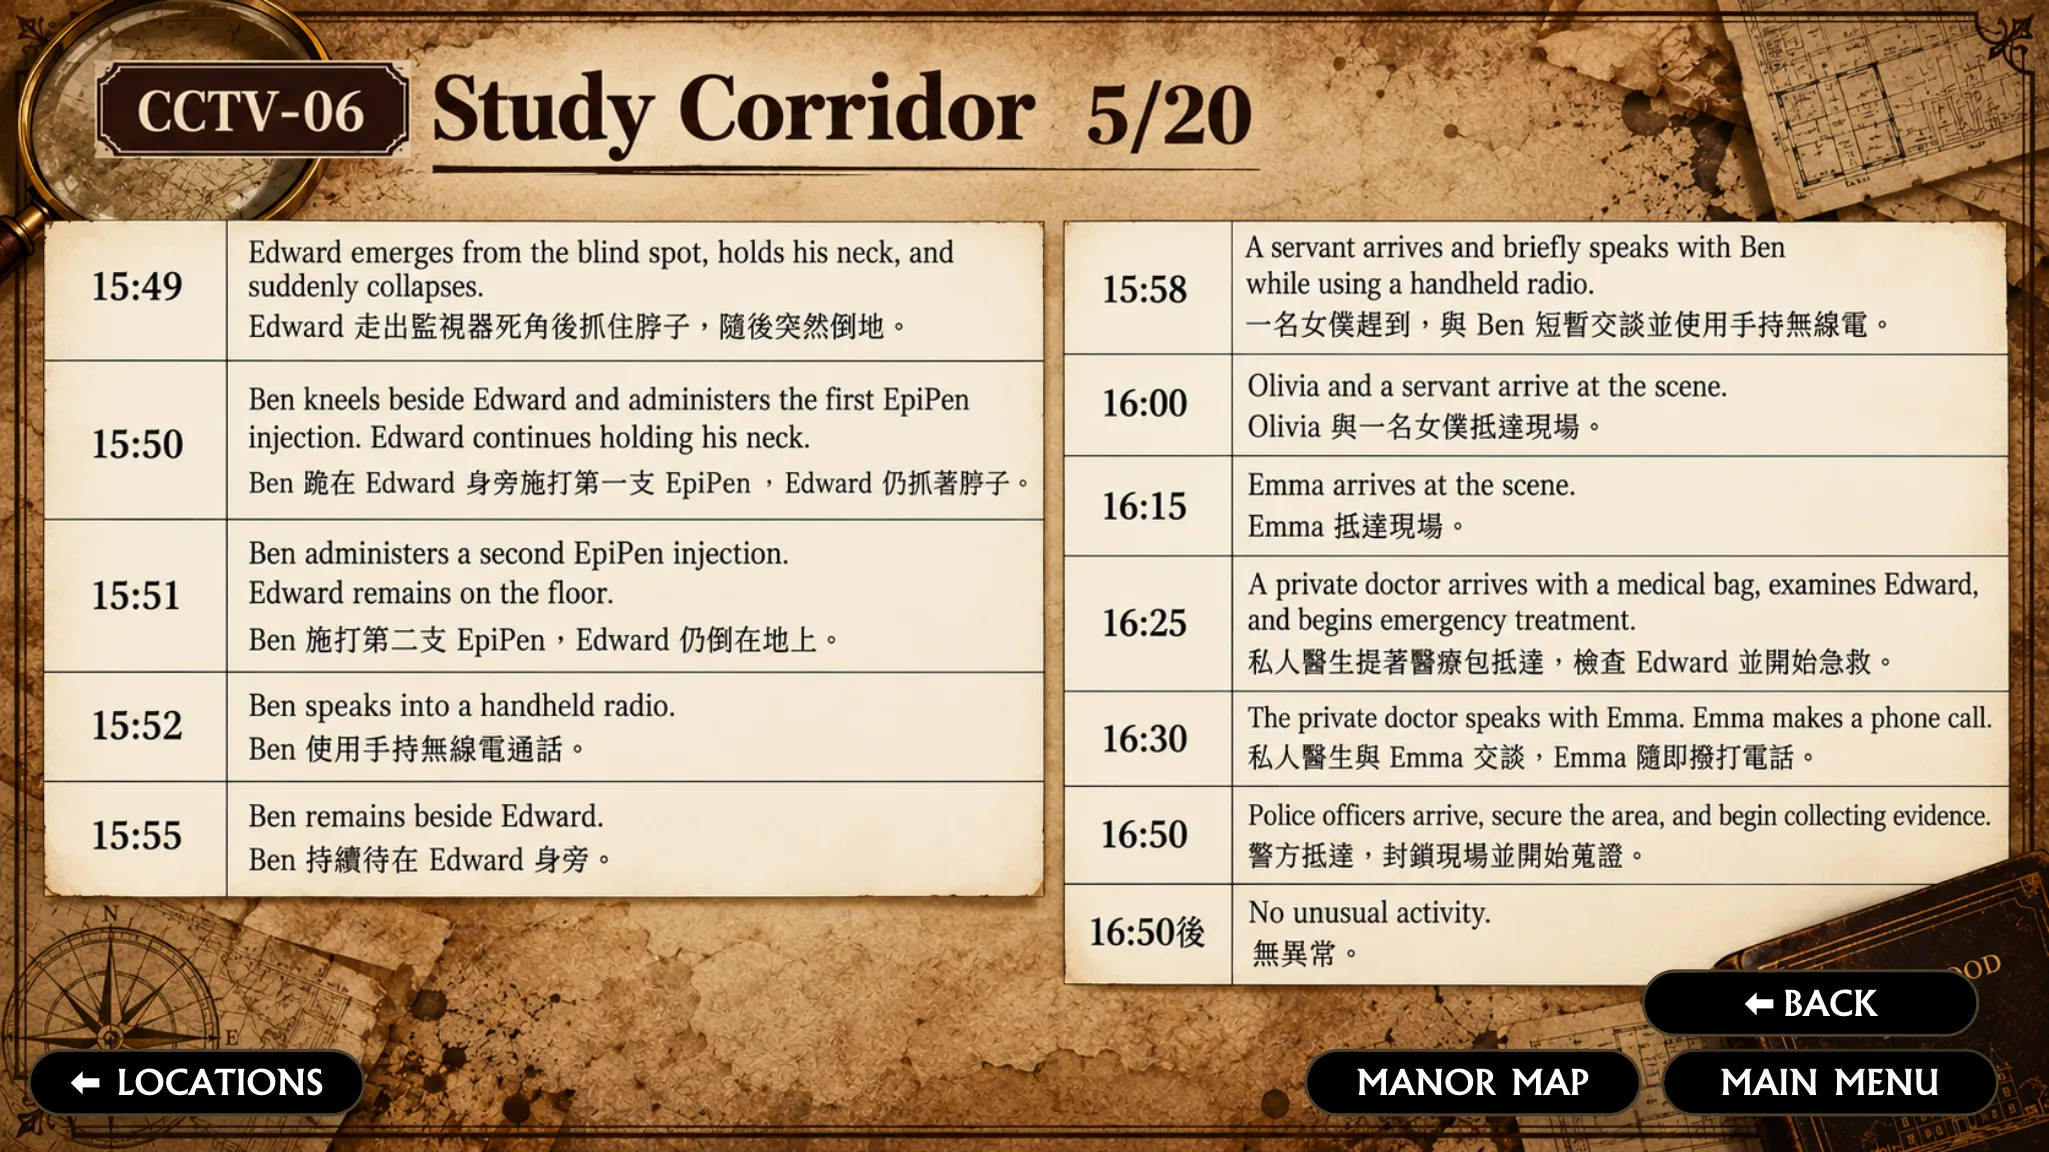 CCTV-06
Study Corridor 5/20
15:49
Edward emerges from the blind spot, holds his neck, and
suddenly collapses.
Edward 走出監視器死角後抓住脖子，隨後突然倒地。
15:50
Ben kneels beside Edward and administers the first EpiPen
injection. Edward continues holding his neck.
Ben 跪在 Edward 身旁施打第一支 EpiPen，Edward 仍抓著脖子。
15:51
Ben administers a second EpiPen injection.
Edward remains on the floor.
Ben 施打第二支 EpiPen，Edward 仍倒在地上。
15:52
Ben speaks into a handheld radio.
Ben 使用手持無線電通話。
15:55
Ben remains beside Edward.
Ben 持續待在 Edward 身旁。
15:58
A servant arrives and briefly speaks with Ben
while using a handheld radio.
一名女僕趕到，與 Ben 短暫交談並使用手持無線電。
16:00
Olivia and a servant arrive at the scene.
Olivia 與一名女僕抵達現場。
16:15
Emma arrives at the scene.
Emma 抵達現場。
16:25
A private doctor arrives with a medical bag, examines Edward,
and begins emergency treatment.
私人醫生提著醫療包抵達，檢查 Edward 並開始急救。
16:30
The private doctor speaks with Emma. Emma makes a phone call.
私人醫生與 Emma 交談，Emma 隨即撥打電話。
16:50
Police officers arrive, secure the area, and begin collecting evidence.
警方抵達，封鎖現場並開始蒐證。
16:50後
No unusual activity.
無異常。
N
E
OOD
⬅ BACK
⬅ LOCATIONS
MANOR MAP
MAIN MENU